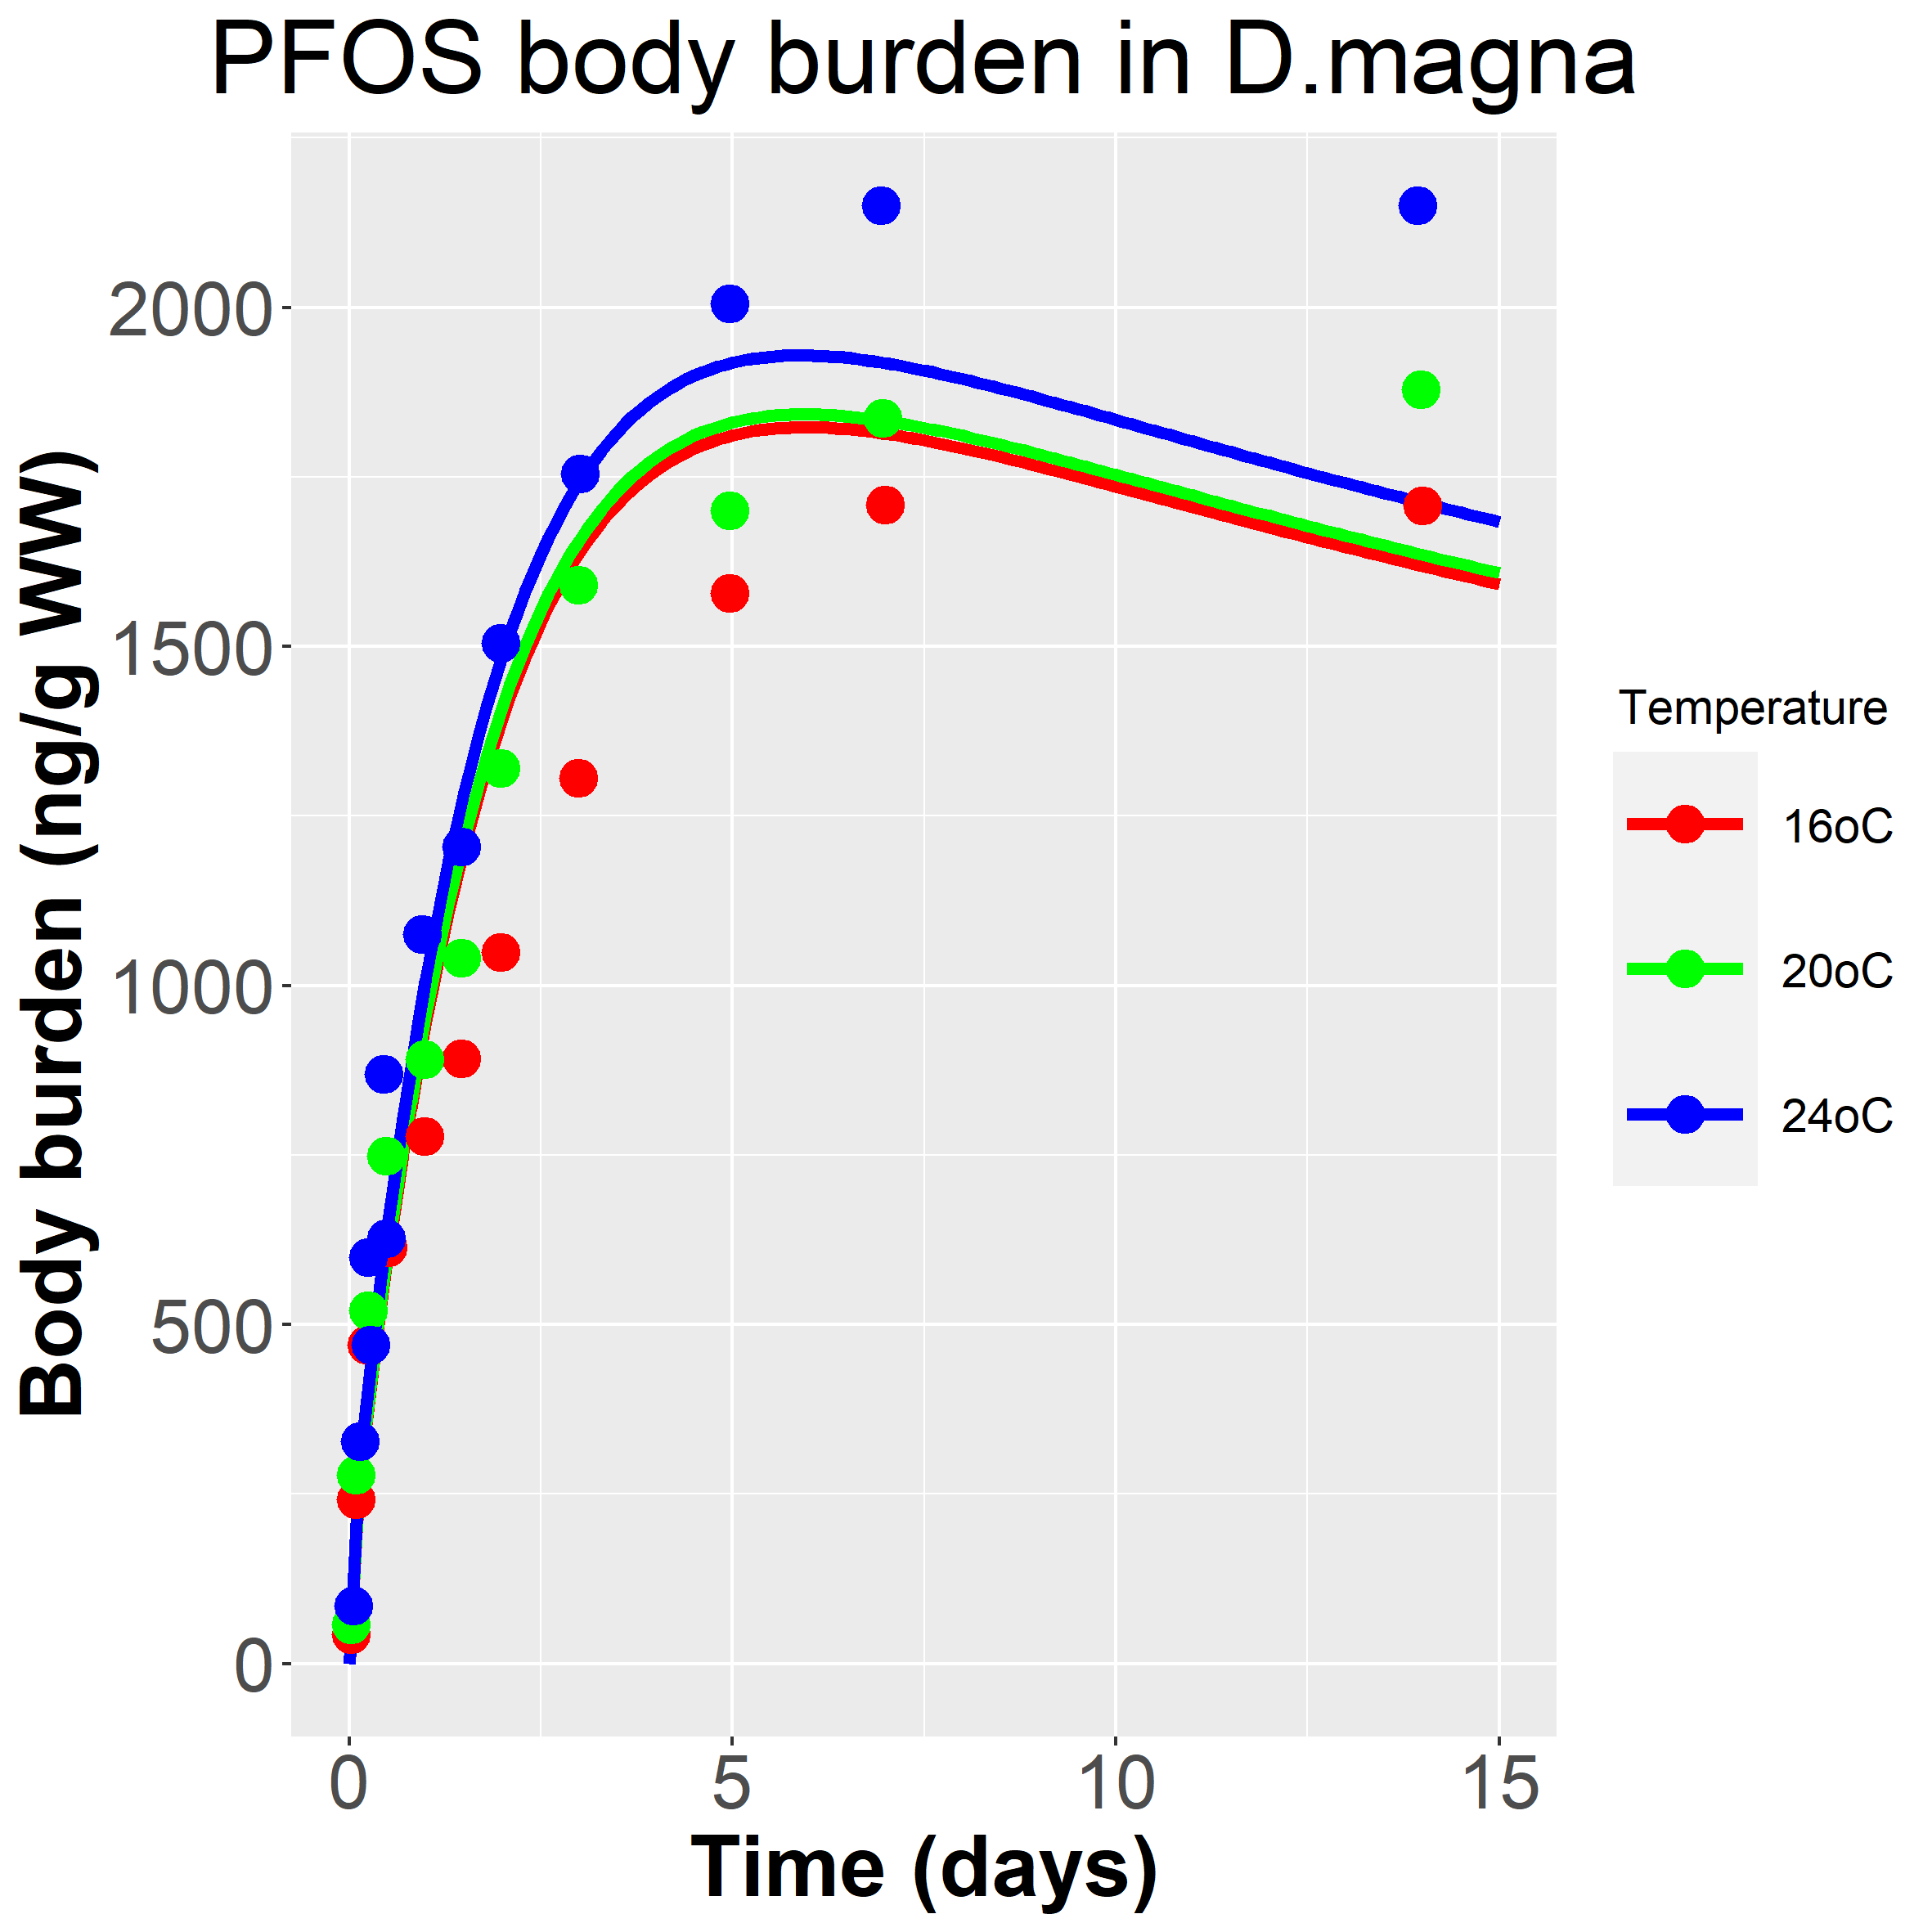 PFOS body burden in D.magna
Body burden (ng/g WW)
2000
1500
1000
500
0
0 5 10 15
Time (days)
Temperature
16oC
20oC
24oC